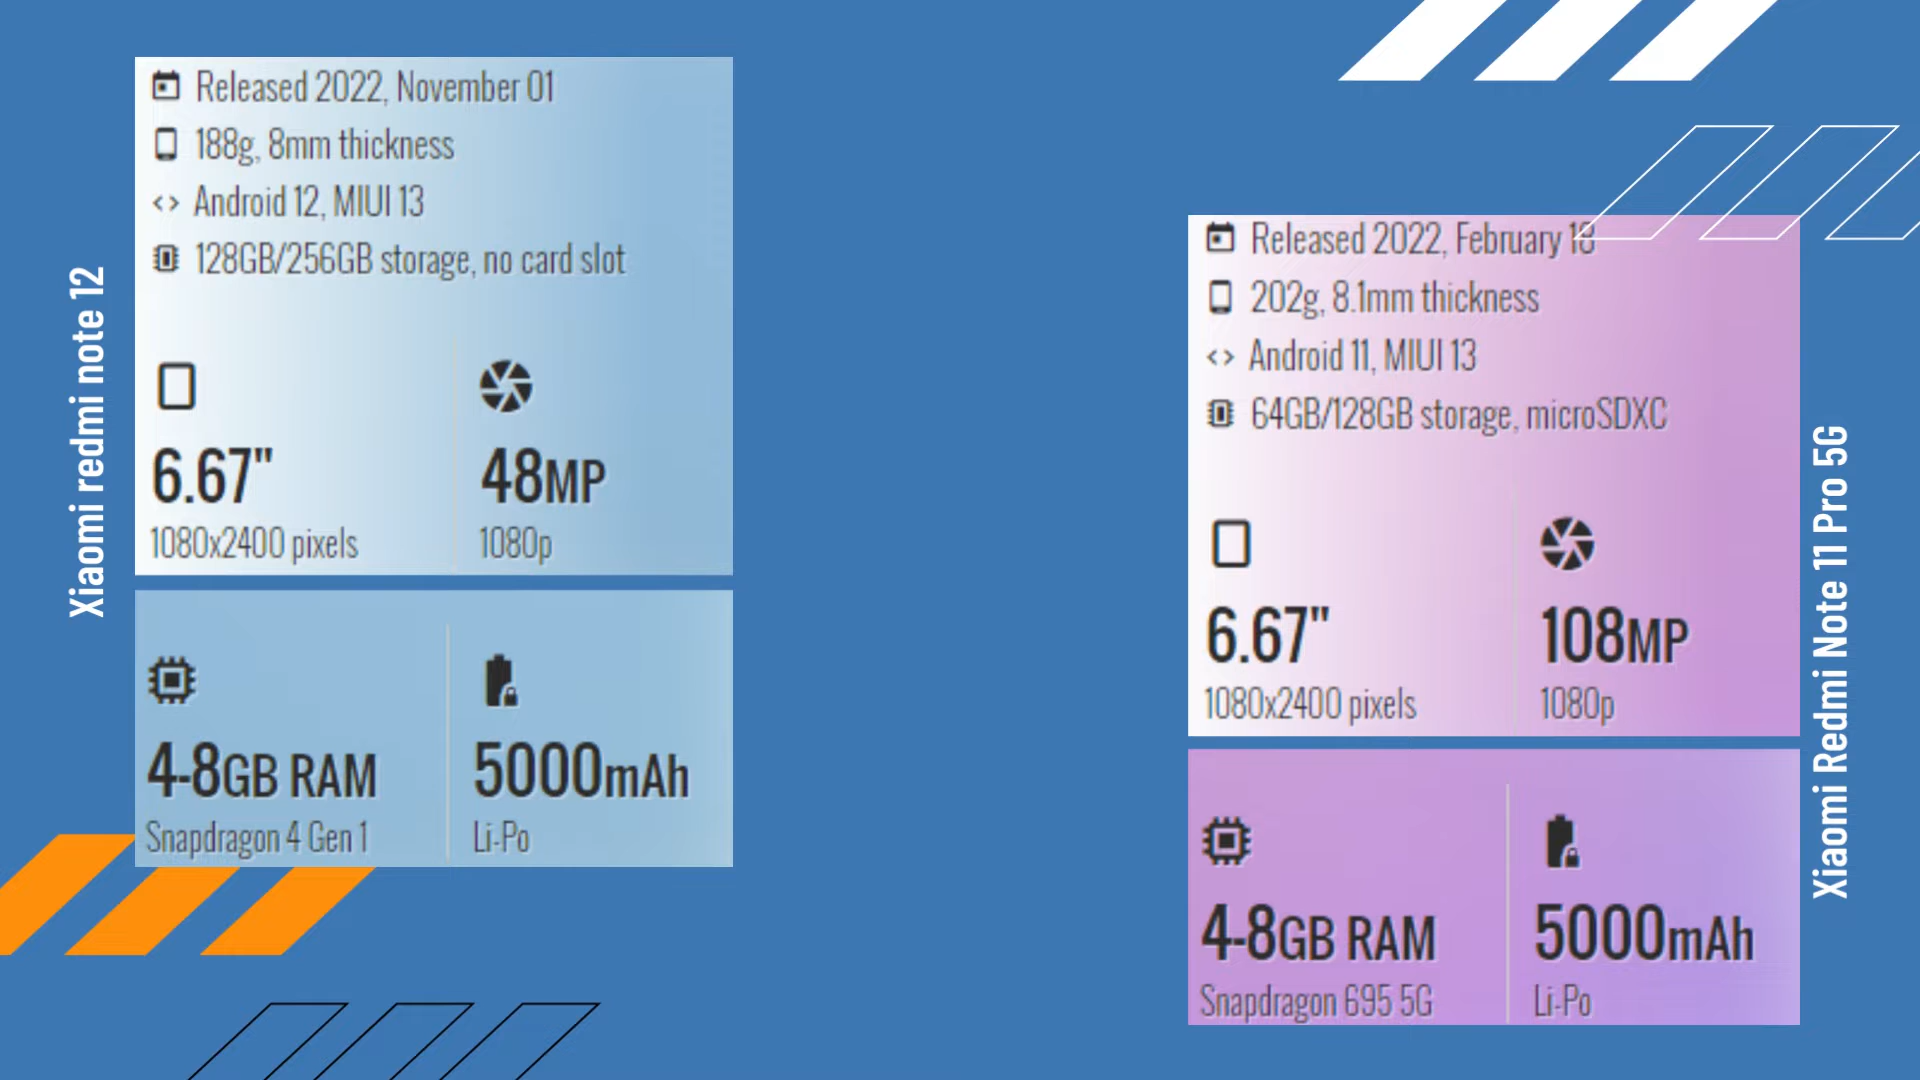 Xiaomi redmi note 12
Released 2022, November 01
188g, 8mm thickness
Android 12, MIUI 13
128GB/256GB storage, no card slot
6.67"
1080x2400 pixels
48MP
1080p
4-8GB RAM
Snapdragon 4 Gen 1
5000mAh
Li-Po
Xiaomi Redmi Note 11 Pro 5G
Released 2022, February 18
202g, 8.1mm thickness
Android 11, MIUI 13
64GB/128GB storage, microSDXC
6.67"
1080x2400 pixels
108MP
1080p
4-8GB RAM
Snapdragon 695 5G
5000mAh
Li-Po